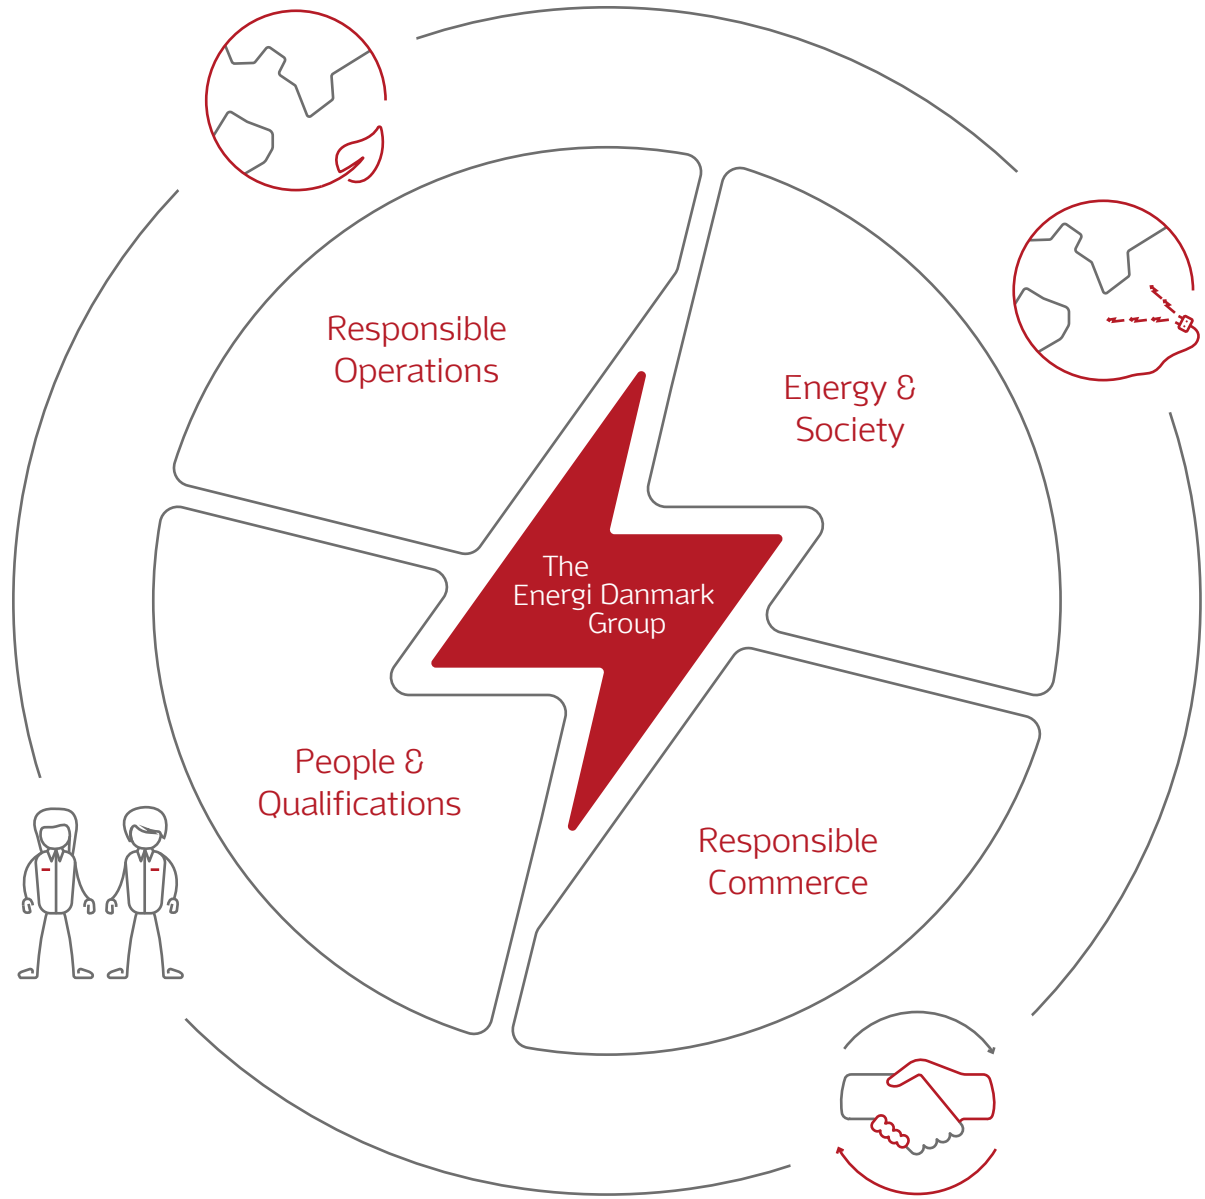 Responsible
Operations
Energy &
Society
The
Energi Danmark
Group
People &
Qualifications
Responsible
Commerce